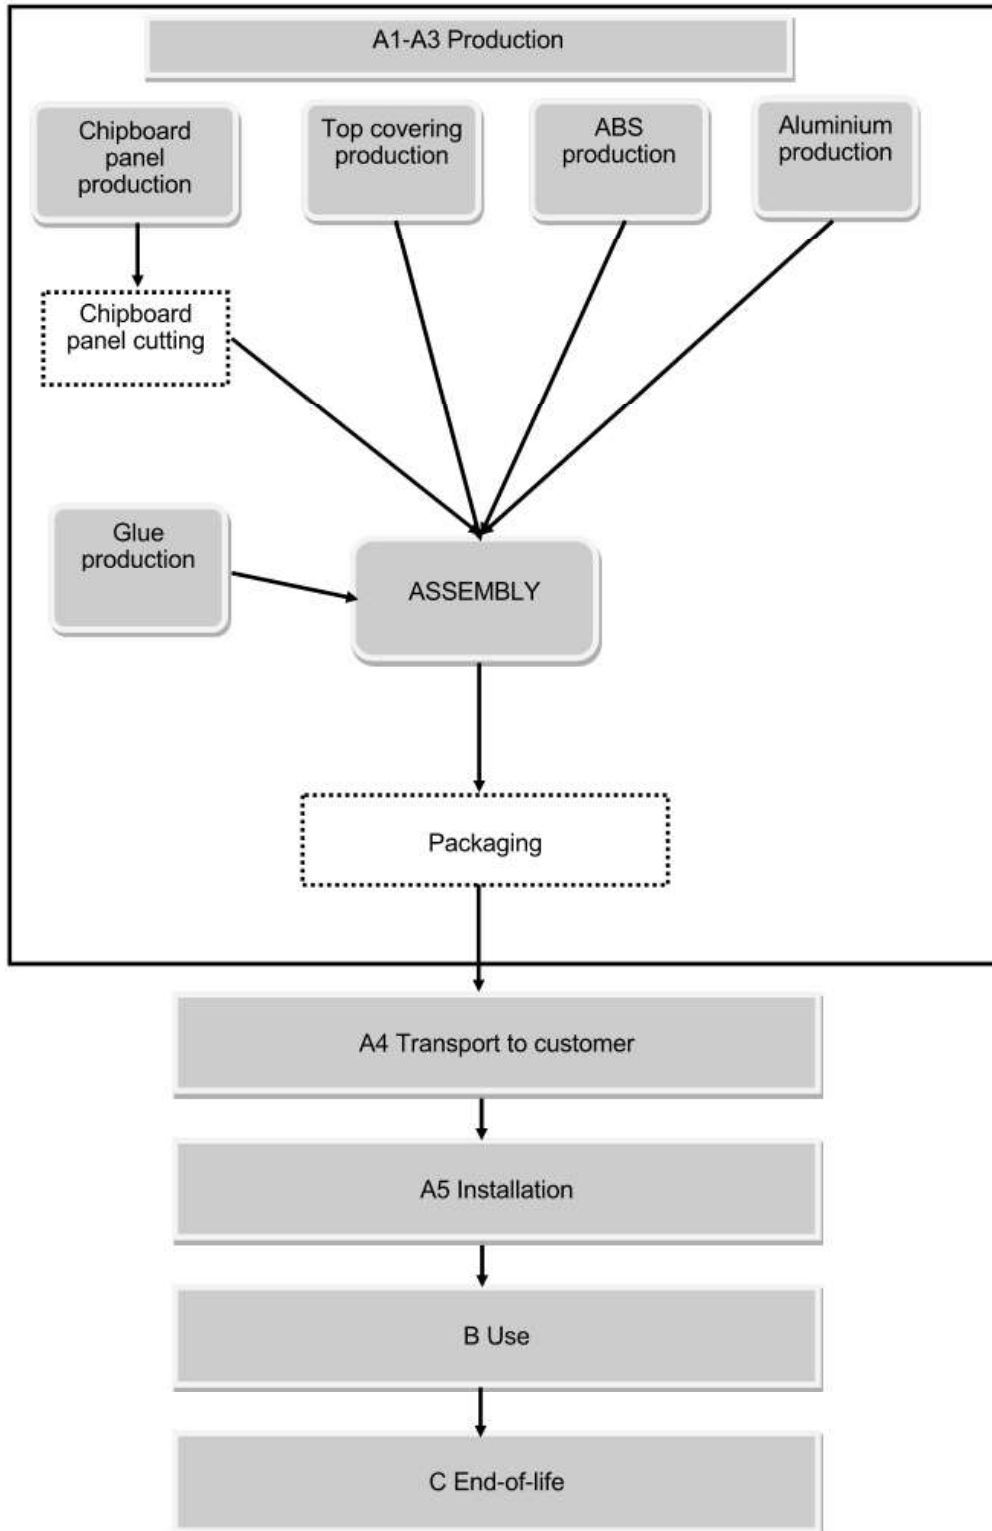 A1-A3 Production
Chipboard
panel
production
Top covering
production
ABS
production
Aluminium
production
Chipboard
panel cutting
Glue
production
ASSEMBLY
Packaging
A4 Transport to customer
A5 Installation
B Use
C End-of-life